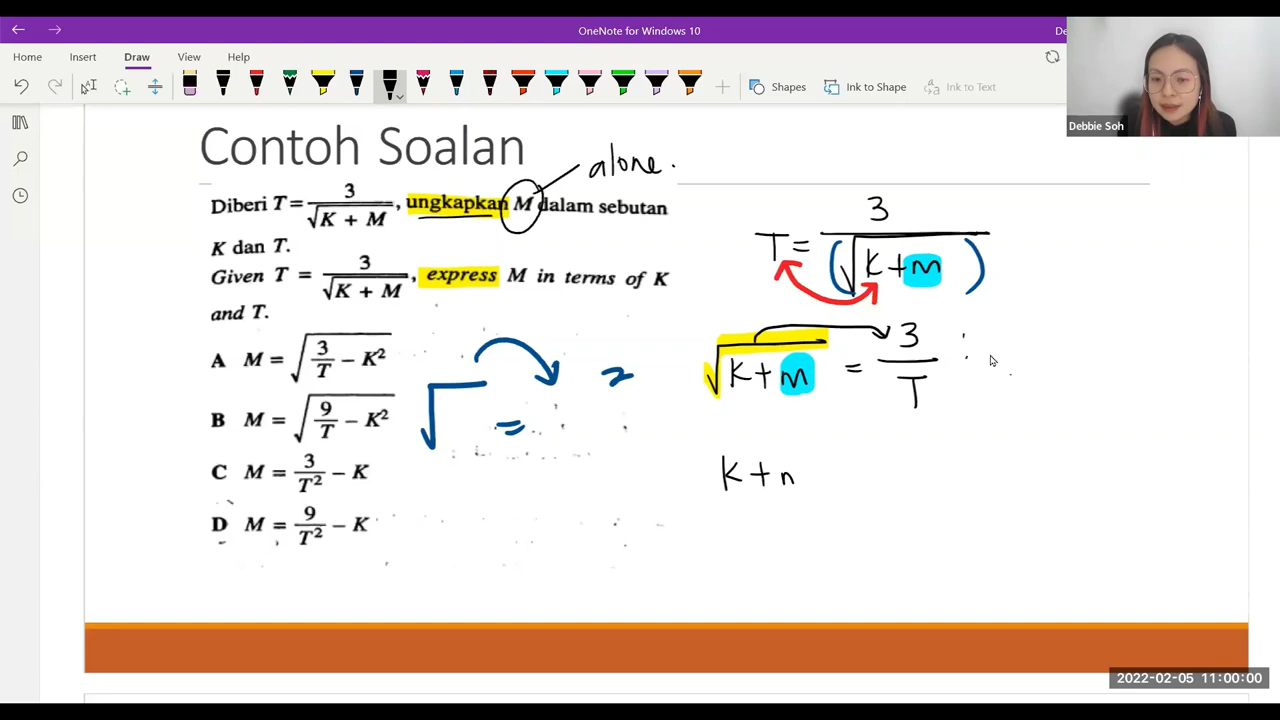 OneNote for Windows 10
De
Home Insert Draw View Help
Shapes Ink to Shape Ink to Text
Debbie Soh
Contoh Soalan
alone.
Diberi T = 3/√(K + M), ungkapkan M dalam sebutan
K dan T.
Given T = 3/√(K + M), express M in terms of K
and T.
A M = √(3/T − K²)
B M = √(9/T − K²)
C M = 3/T² − K
D M = 9/T² − K
√ = 2
T = 3/(√(K+m))
√(K+m) = 3/T
K+n
2022-02-05 11:00:00